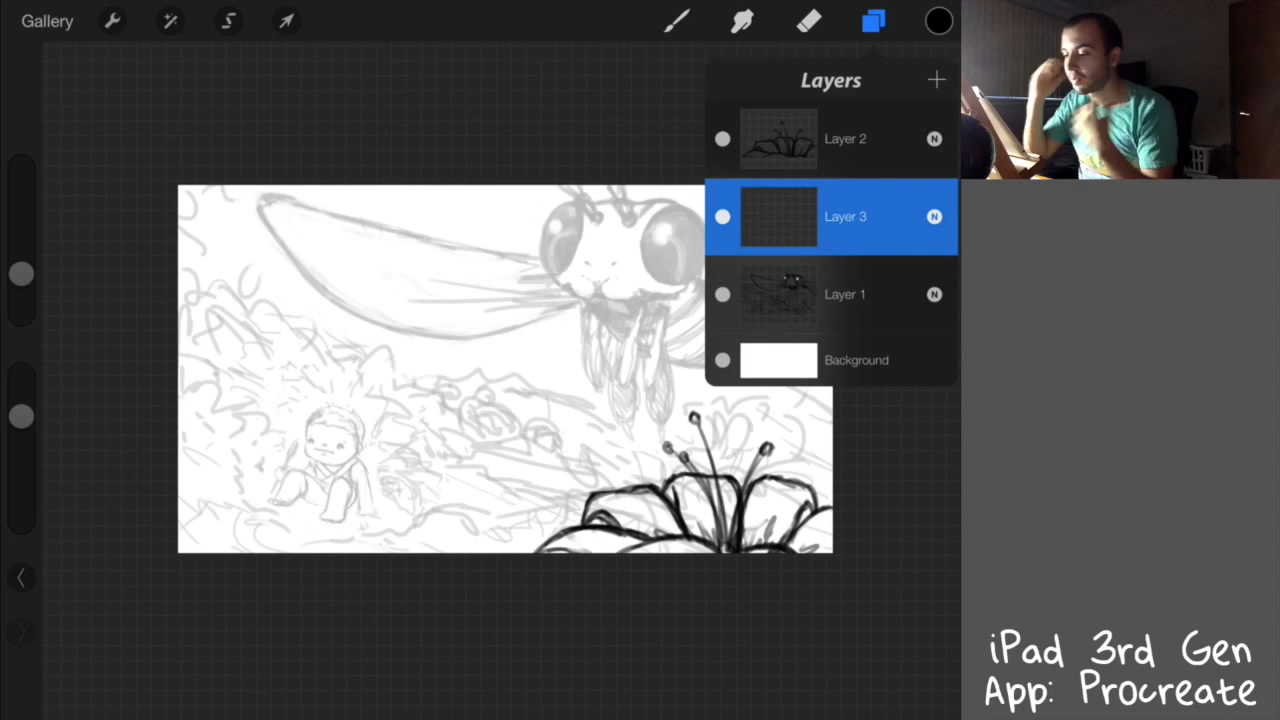 Gallery
Layers
Layer 2
N
Layer 3
N
Layer 1
N
Background
iPad 3rd Gen
App: Procreate